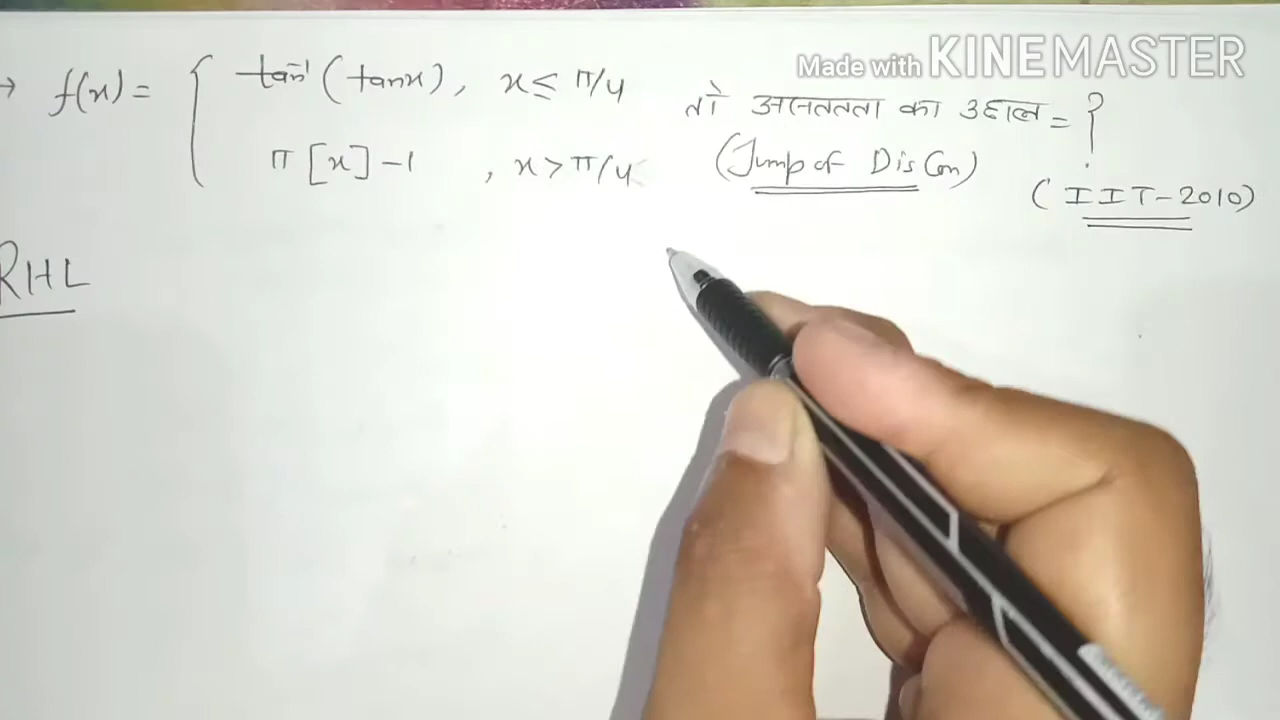 Made with KINEMASTER
→ f(x) = { tan⁻¹(tanx), x ≤ π/4
π[x] -1 , x > π/4
तो असततता का उछाल = ?
(Jump of DisCon)
(IIT-2010)
RHL